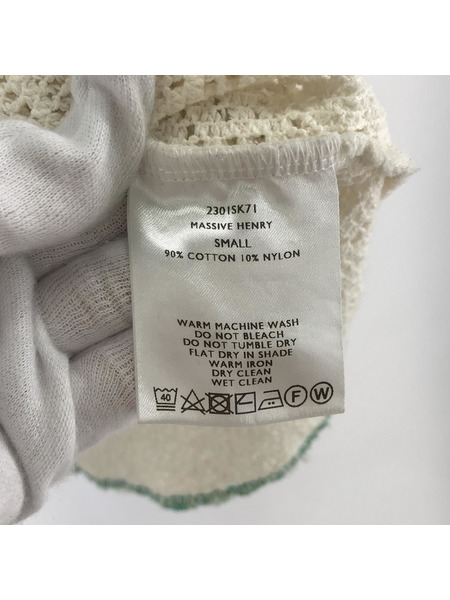 2301SK71
MASSIVE HENRY
SMALL
90% COTTON 10% NYLON
WARM MACHINE WASH
DO NOT BLEACH
DO NOT TUMBLE DRY
FLAT DRY IN SHADE
WARM IRON
DRY CLEAN
WET CLEAN
40 F W